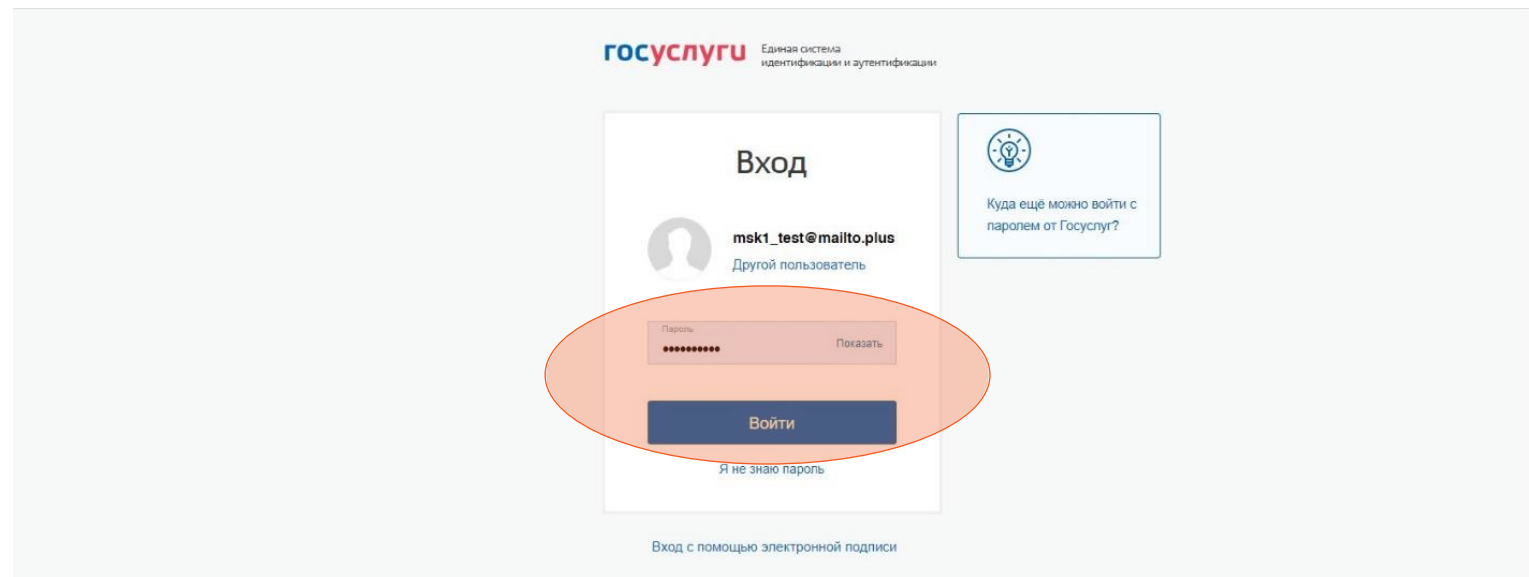 госуслуги
Единая система
идентификации и аутентификации
Вход
msk1_test@mailto.plus
Другой пользователь
Пароль
••••••••••
Показать
Войти
Я не знаю пароль
Вход с помощью электронной подписи
Куда ещё можно войти с
паролем от Госуслуг?